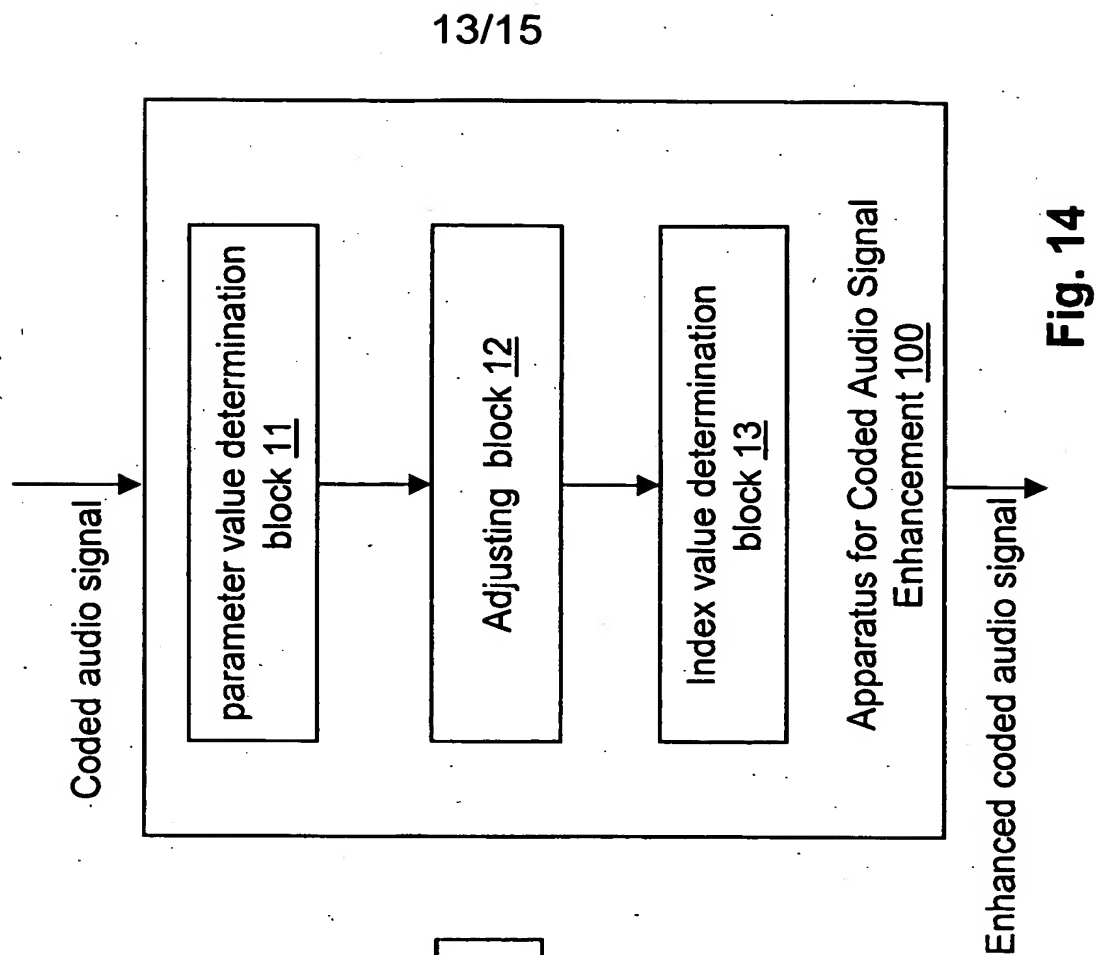 13/15
Coded audio signal
parameter value determination
block 11
Adjusting block 12
Index value determination
block 13
Apparatus for Coded Audio Signal
Enhancement 100
Enhanced coded audio signal
Fig. 14